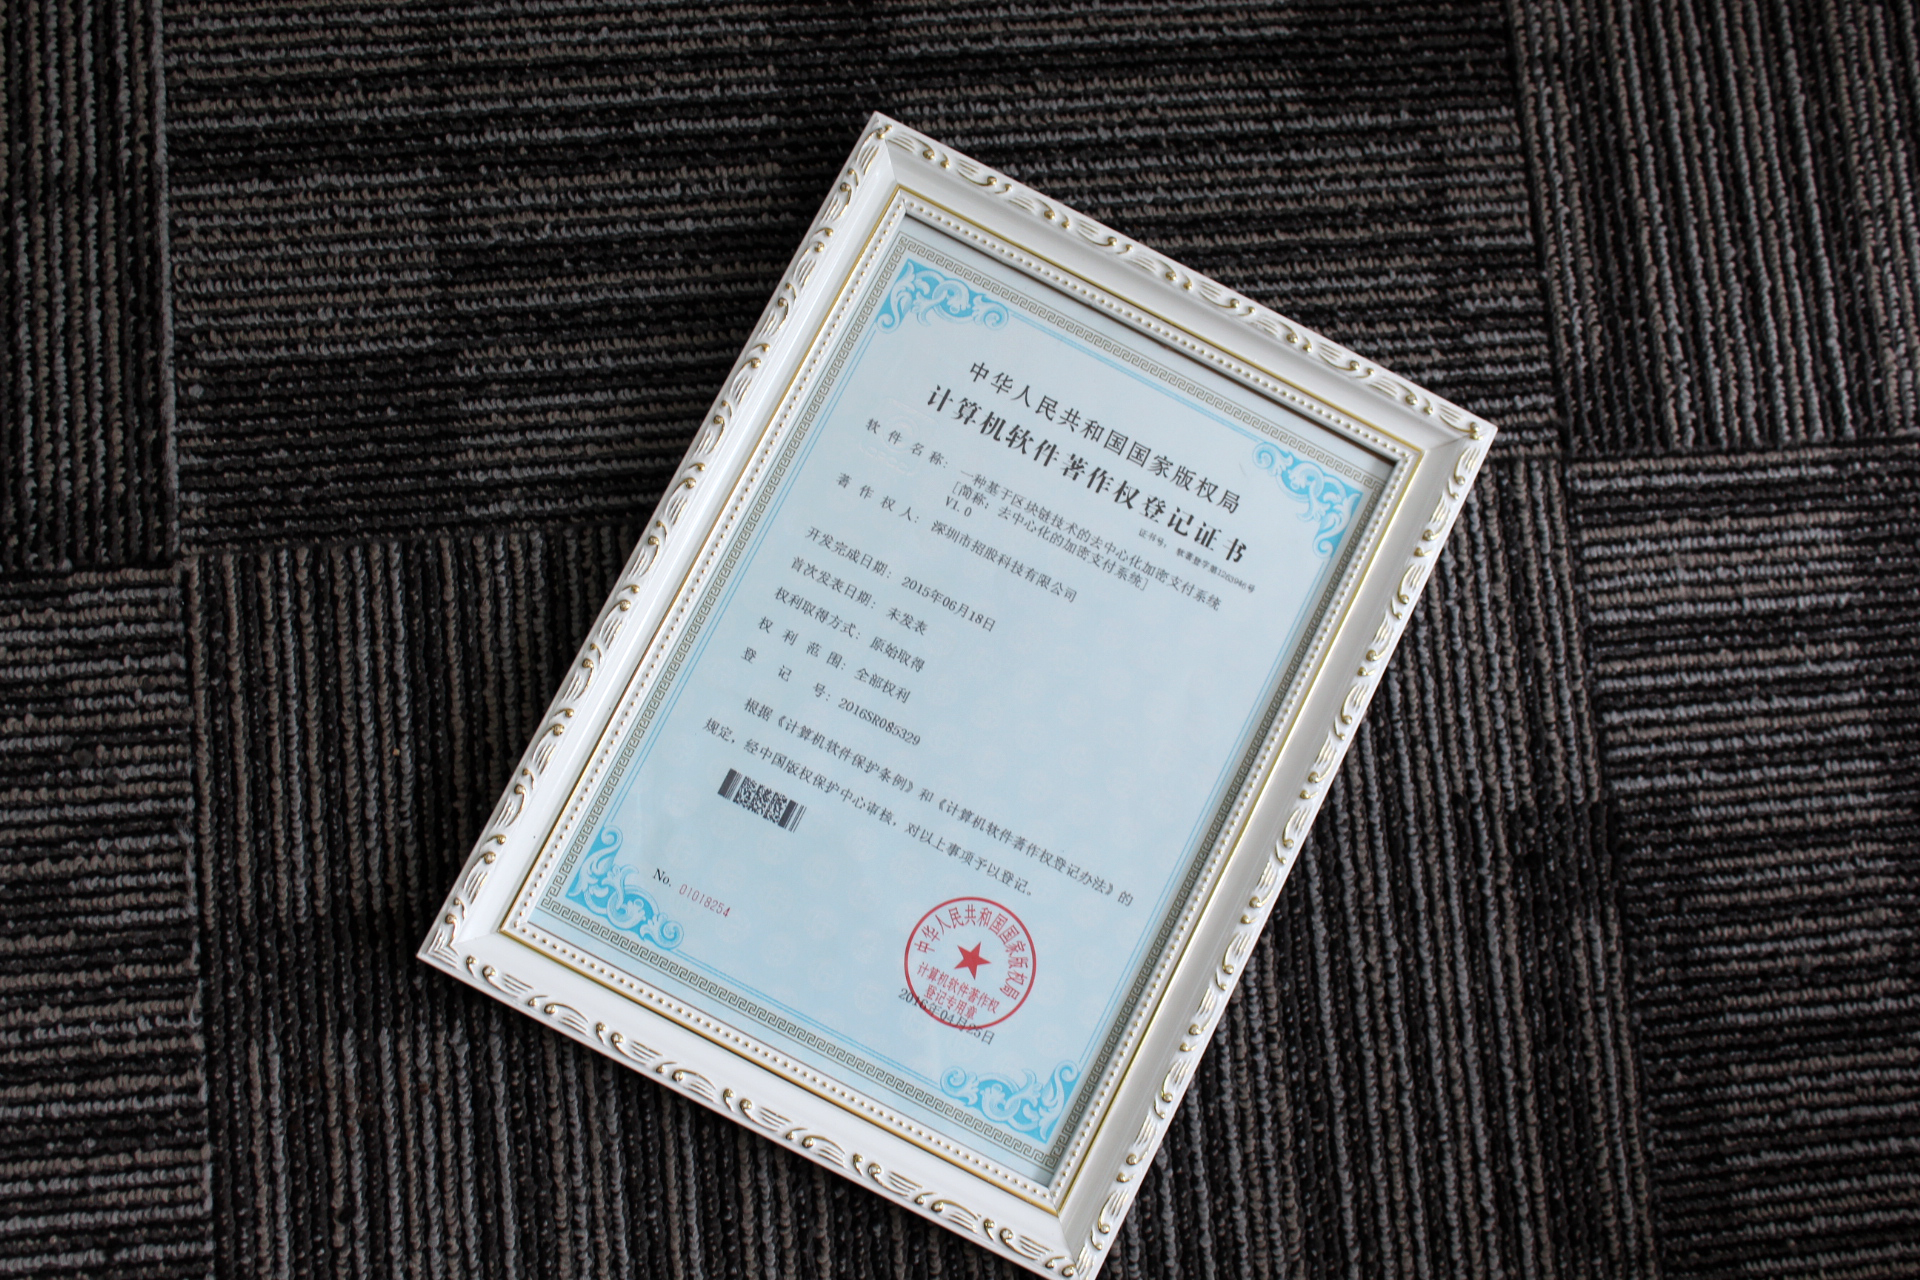 中华人民共和国国家版权局
计算机软件著作权登记证书
证书号: 软著登字第1263946号
软件名称: 一种基于区块链技术的去中心化加密支付系统
[简称: 去中心化的加密支付系统]
V1.0
著作权人: 深圳市招股科技有限公司
开发完成日期: 2015年06月18日
首次发表日期: 未发表
权利取得方式: 原始取得
权利范围: 全部权利
登记号: 2016SR085329
根据《计算机软件保护条例》和《计算机软件著作权登记办法》的
规定,经中国版权保护中心审核,对以上事项予以登记。
No. 01018254
中华人民共和国国家版权局
计算机软件著作权
登记专用章
2016年04月25日